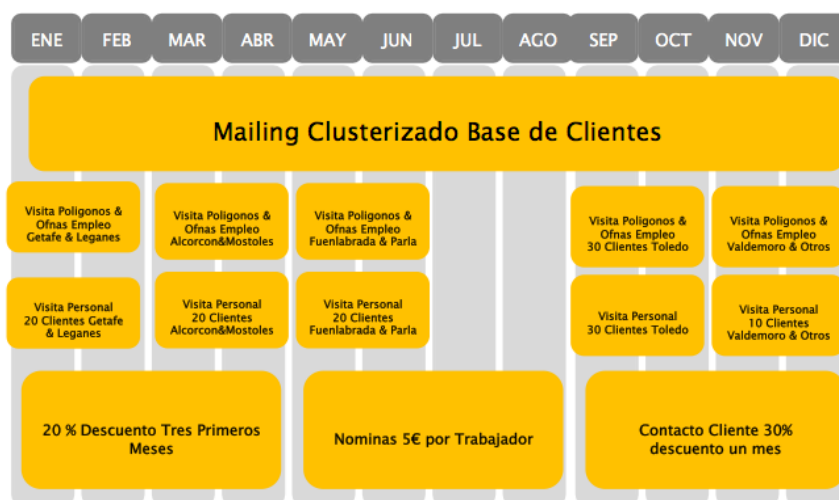 ENE FEB MAR ABR MAY JUN JUL AGO SEP OCT NOV DIC
Mailing Clusterizado Base de Clientes
Visita Poligonos &
Ofnas Empleo
Getafe & Leganes
Visita Poligonos &
Ofnas Empleo
Alcorcon&Mostoles
Visita Poligonos &
Ofnas Empleo
Fuenlabrada & Parla
Visita Poligonos &
Ofnas Empleo
30 Clientes Toledo
Visita Poligonos &
Ofnas Empleo
Valdemoro & Otros
Visita Personal
20 Clientes Getafe
& Leganes
Visita Personal
20 Clientes
Alcorcon&Mostoles
Visita Personal
20 Clientes
Fuenlabrada & Parla
Visita Personal
30 Clientes Toledo
Visita Personal
10 Clientes
Valdemoro & Otros
20 % Descuento Tres Primeros
Meses
Nominas 5€ por Trabajador
Contacto Cliente 30%
descuento un mes